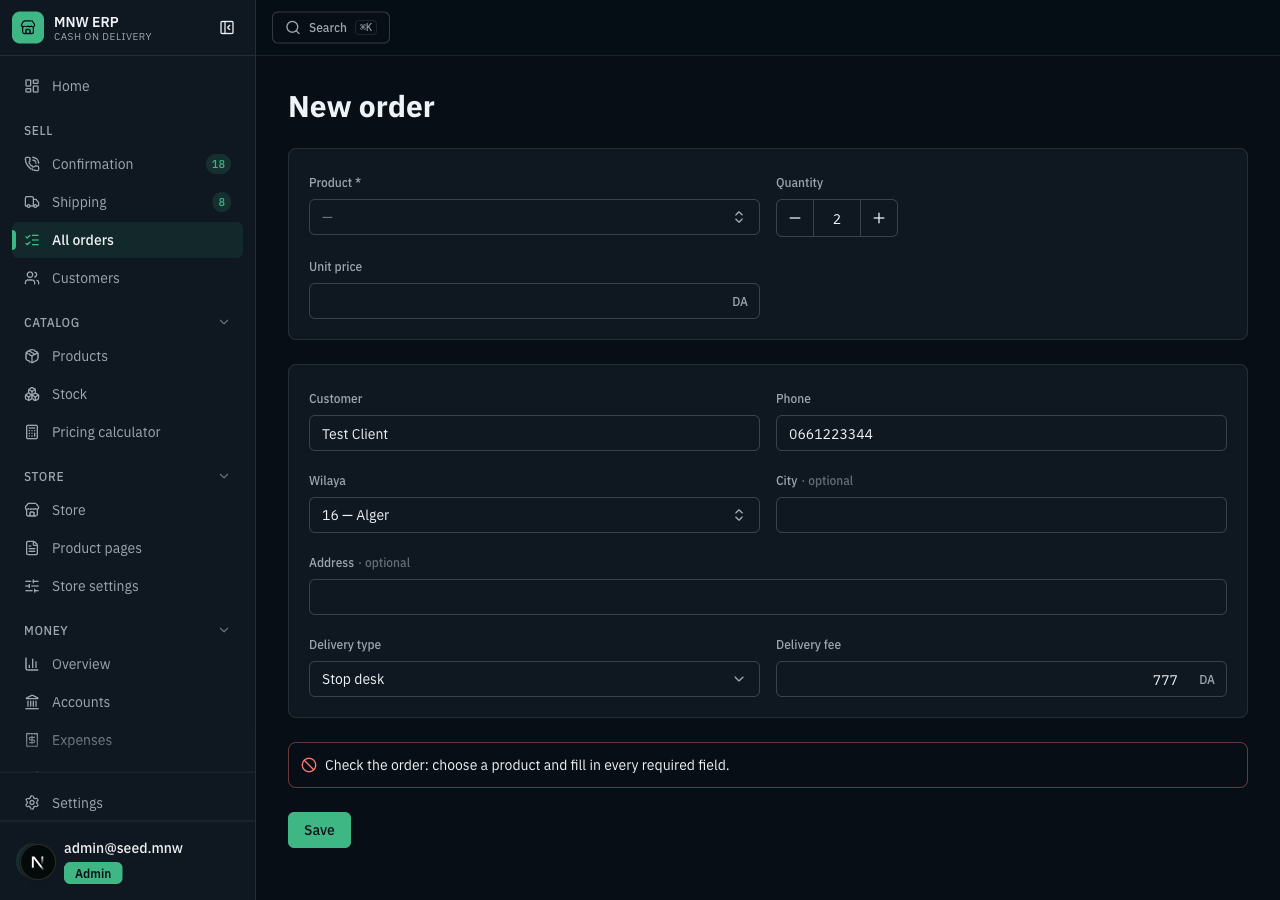 MNW ERP
CASH ON DELIVERY
Search ⌘K
Home
SELL
Confirmation 18
Shipping 8
All orders
Customers
CATALOG
Products
Stock
Pricing calculator
STORE
Store
Product pages
Store settings
MONEY
Overview
Accounts
Expenses
Settings
admin@seed.mnw
N
Admin
New order
Product * Quantity
— 2
Unit price
DA
Customer Phone
Test Client 0661223344
Wilaya City · optional
16 — Alger
Address · optional
Delivery type Delivery fee
Stop desk 777 DA
Check the order: choose a product and fill in every required field.
Save